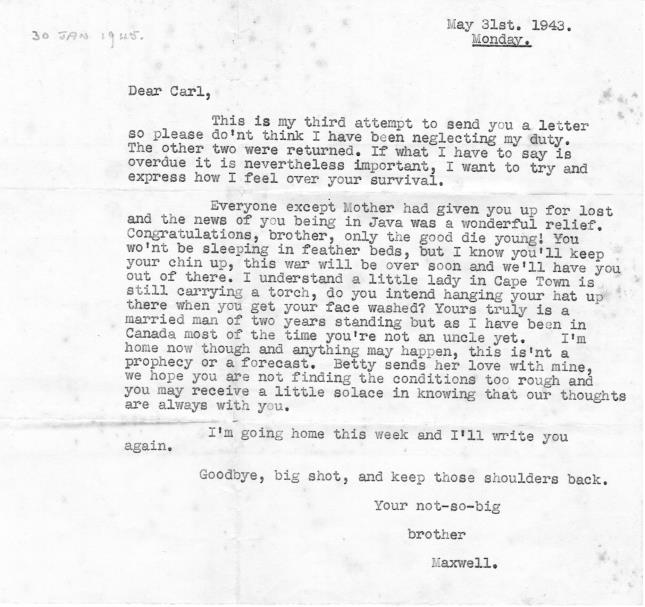 May 31st. 1943.
30 JAN 1945.
Monday.
Dear Carl,
This is my third attempt to send you a letter
so please do'nt think I have been neglecting my duty.
The other two were returned. If what I have to say is
overdue it is nevertheless important, I want to try and
express how I feel over your survival.
Everyone except Mother had given you up for lost
and the news of you being in Java was a wonderful relief.
Congratulations, brother, only the good die young! You
wo'nt be sleeping in feather beds, but I know you'll keep
your chin up, this war will be over soon and we'll have you
out of there. I understand a little lady in Cape Town is
still carrying a torch, do you intend hanging your hat up
there when you get your face washed? Yours truly is a
married man of two years standing but as I have been in
Canada most of the time you're not an uncle yet. I'm
home now though and anything may happen, this is'nt a
prophecy or a forecast. Betty sends her love with mine,
we hope you are not finding the conditions too rough and
you may receive a little solace in knowing that our thoughts
are always with you.
I'm going home this week and I'll write you
again.
Goodbye, big shot, and keep those shoulders back.
Your not-so-big
brother
Maxwell.